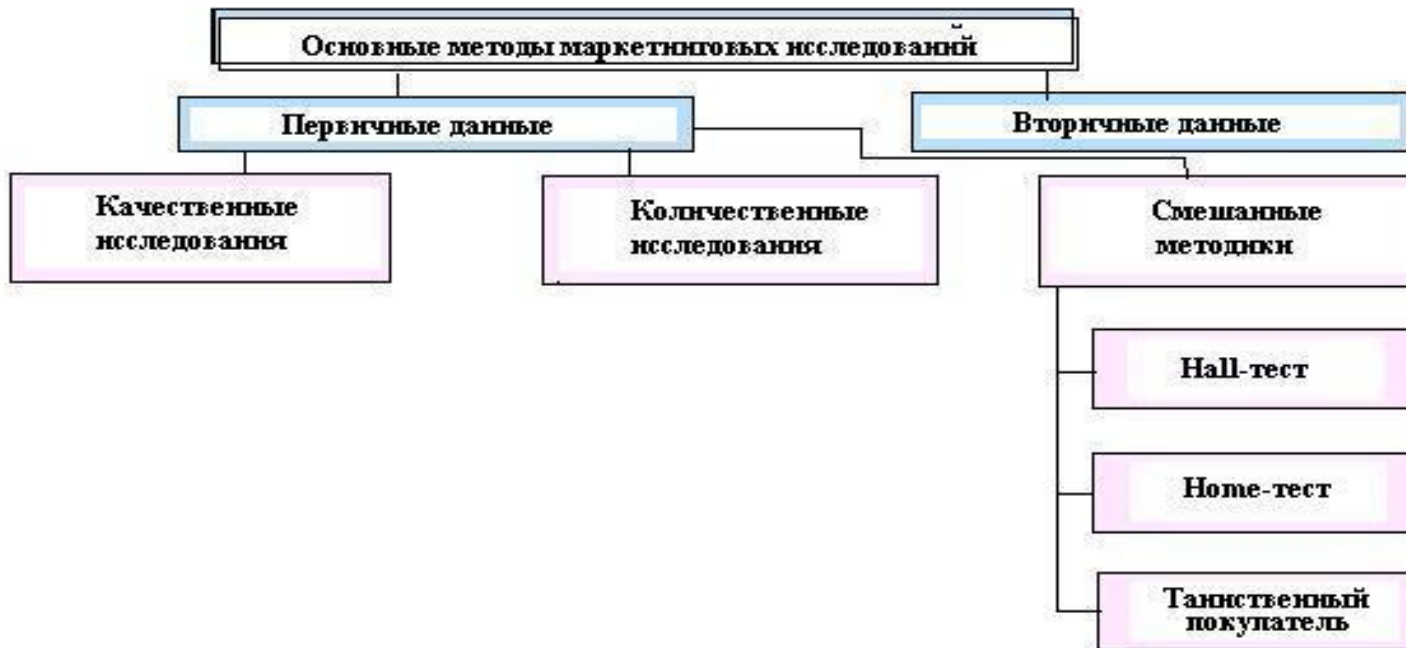 Основные методы маркетинговых исследований
Первичные данные
Вторичные данные
Качественные
исследования
Количественные
исследования
Смешанные
методики
Hall-тест
Home-тест
Таинственный
покупатель